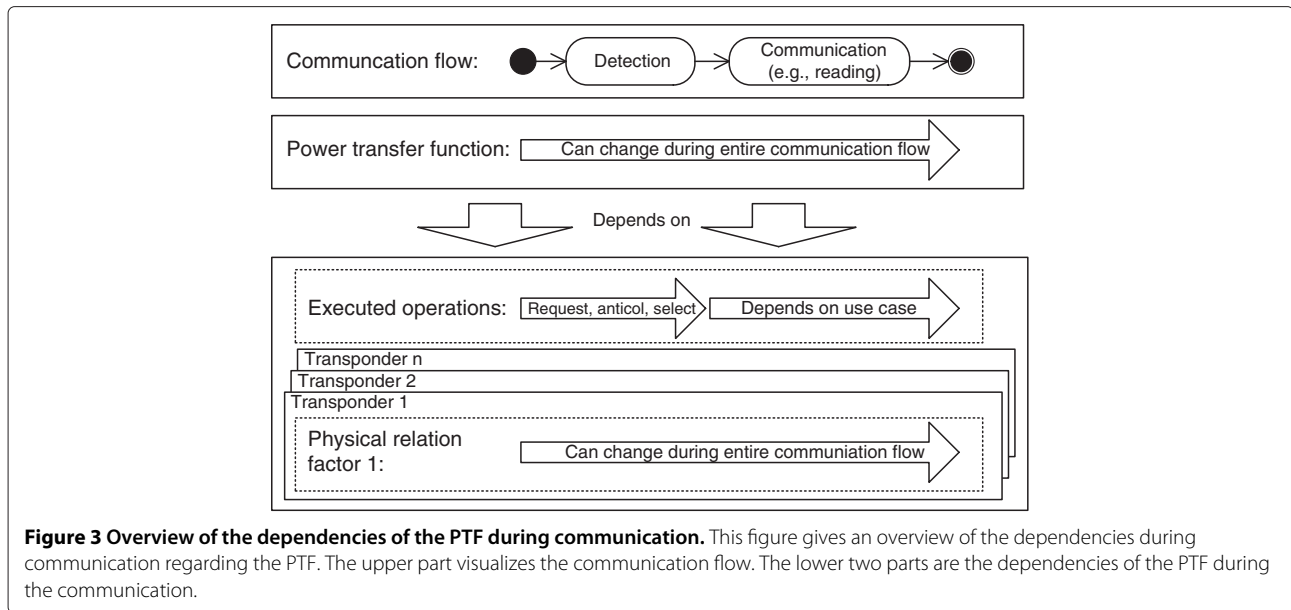 Communcation flow:
Detection
Communication
(e.g., reading)
Power transfer function:
Can change during entire communication flow
Depends on
Executed operations:
Request, anticol, select
Depends on use case
Transponder n
Transponder 2
Transponder 1
Physical relation
factor 1:
Can change during entire communiation flow
Figure 3 Overview of the dependencies of the PTF during communication. This figure gives an overview of the dependencies during
communication regarding the PTF. The upper part visualizes the communication flow. The lower two parts are the dependencies of the PTF during
the communication.